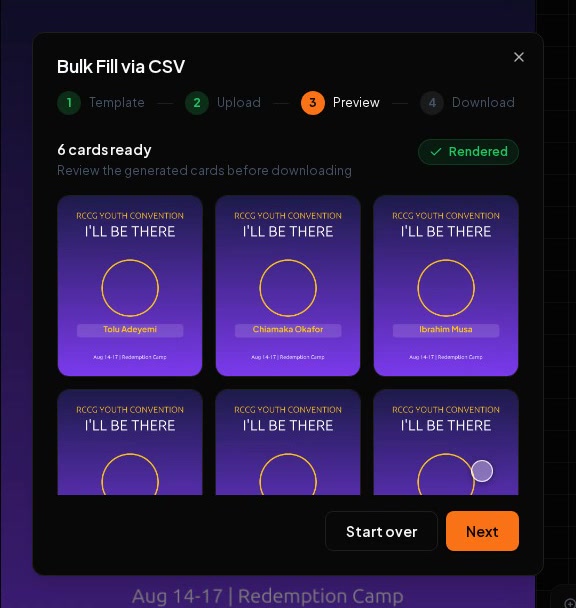 Bulk Fill via CSV
1 Template
2 Upload
3 Preview
4 Download
6 cards ready
Review the generated cards before downloading
Rendered
RCCG YOUTH CONVENTION
I'LL BE THERE
Tolu Adeyemi
Aug 14-17 | Redemption Camp
RCCG YOUTH CONVENTION
I'LL BE THERE
Chiamaka Okafor
Aug 14-17 | Redemption Camp
RCCG YOUTH CONVENTION
I'LL BE THERE
Ibrahim Musa
Aug 14-17 | Redemption Camp
RCCG YOUTH CONVENTION
I'LL BE THERE
RCCG YOUTH CONVENTION
I'LL BE THERE
RCCG YOUTH CONVENTION
I'LL BE THERE
Start over
Next
Aug 14-17 | Redemption Camp